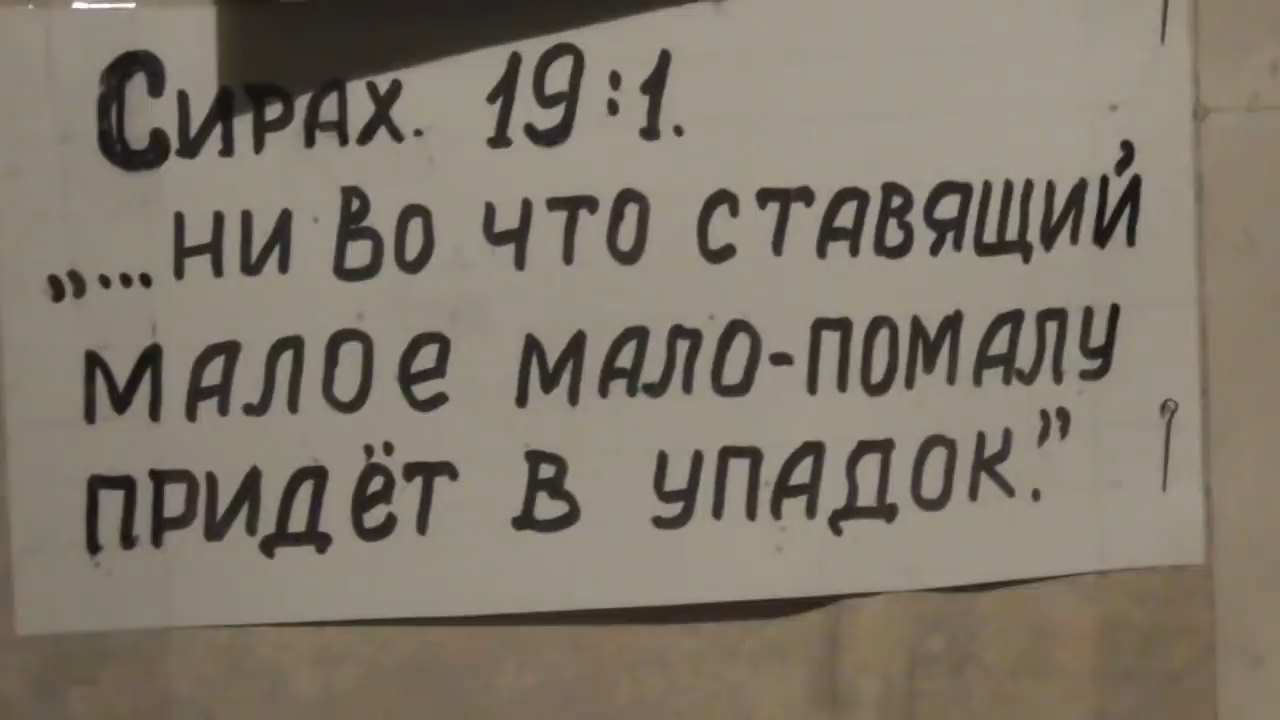 Сирах. 19:1.
„...ни во что ставящий
малое мало-помалу
придёт в упадок.”